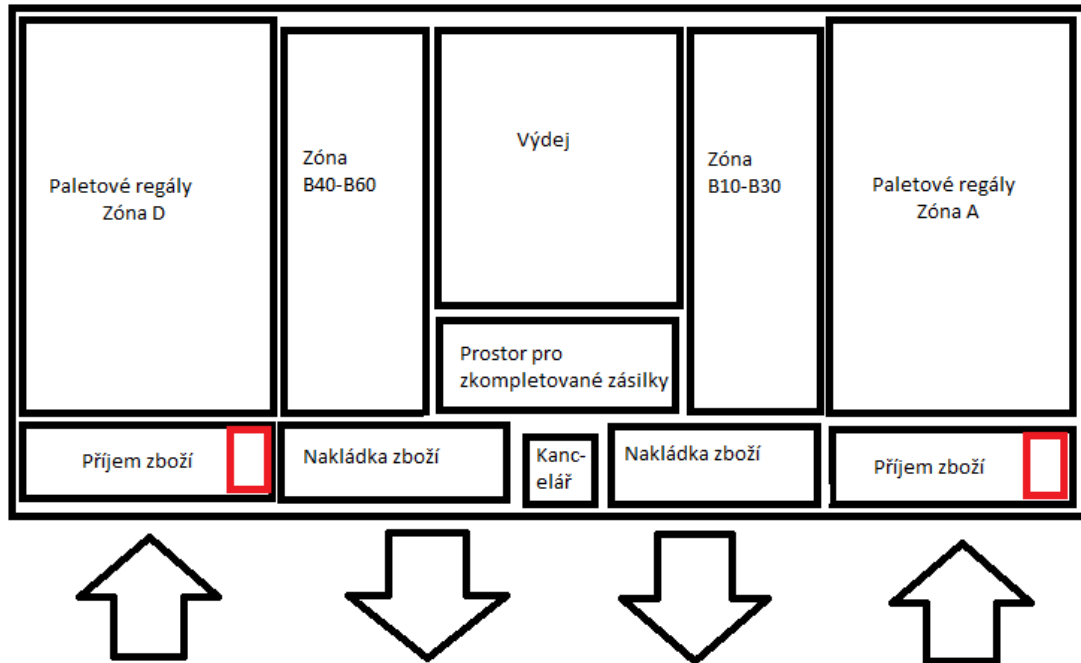 Paletové regály
Zóna D
Zóna
B40-B60
Výdej
Zóna
B10-B30
Paletové regály
Zóna A
Prostor pro
zkompletované zásilky
Příjem zboží
Nakládka zboží
Kanc-
elář
Nakládka zboží
Příjem zboží